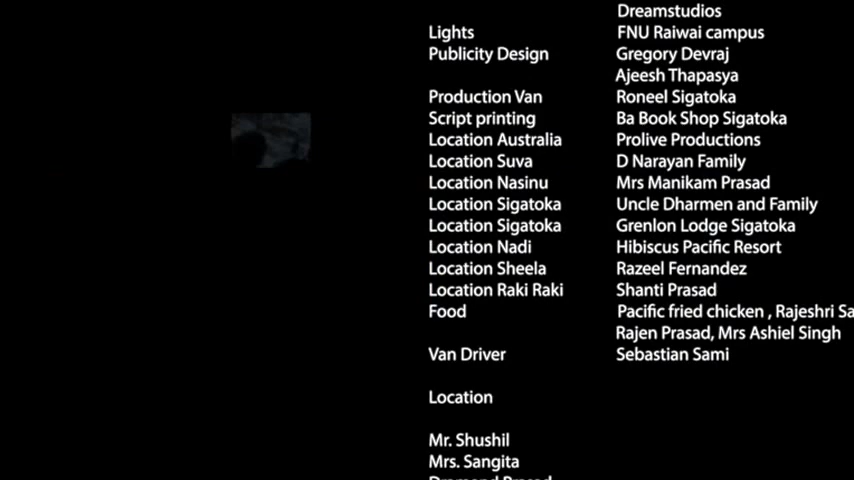 Dreamstudios
Lights FNU Raiwai campus
Publicity Design Gregory Devraj
Ajeesh Thapasya
Production Van Roneel Sigatoka
Script printing Ba Book Shop Sigatoka
Location Australia Prolive Productions
Location Suva D Narayan Family
Location Nasinu Mrs Manikam Prasad
Location Sigatoka Uncle Dharmen and Family
Location Sigatoka Grenlon Lodge Sigatoka
Location Nadi Hibiscus Pacific Resort
Location Sheela Razeel Fernandez
Location Raki Raki Shanti Prasad
Food Pacific fried chicken , Rajeshri Sa
Rajen Prasad, Mrs Ashiel Singh
Van Driver Sebastian Sami
Location
Mr. Shushil
Mrs. Sangita